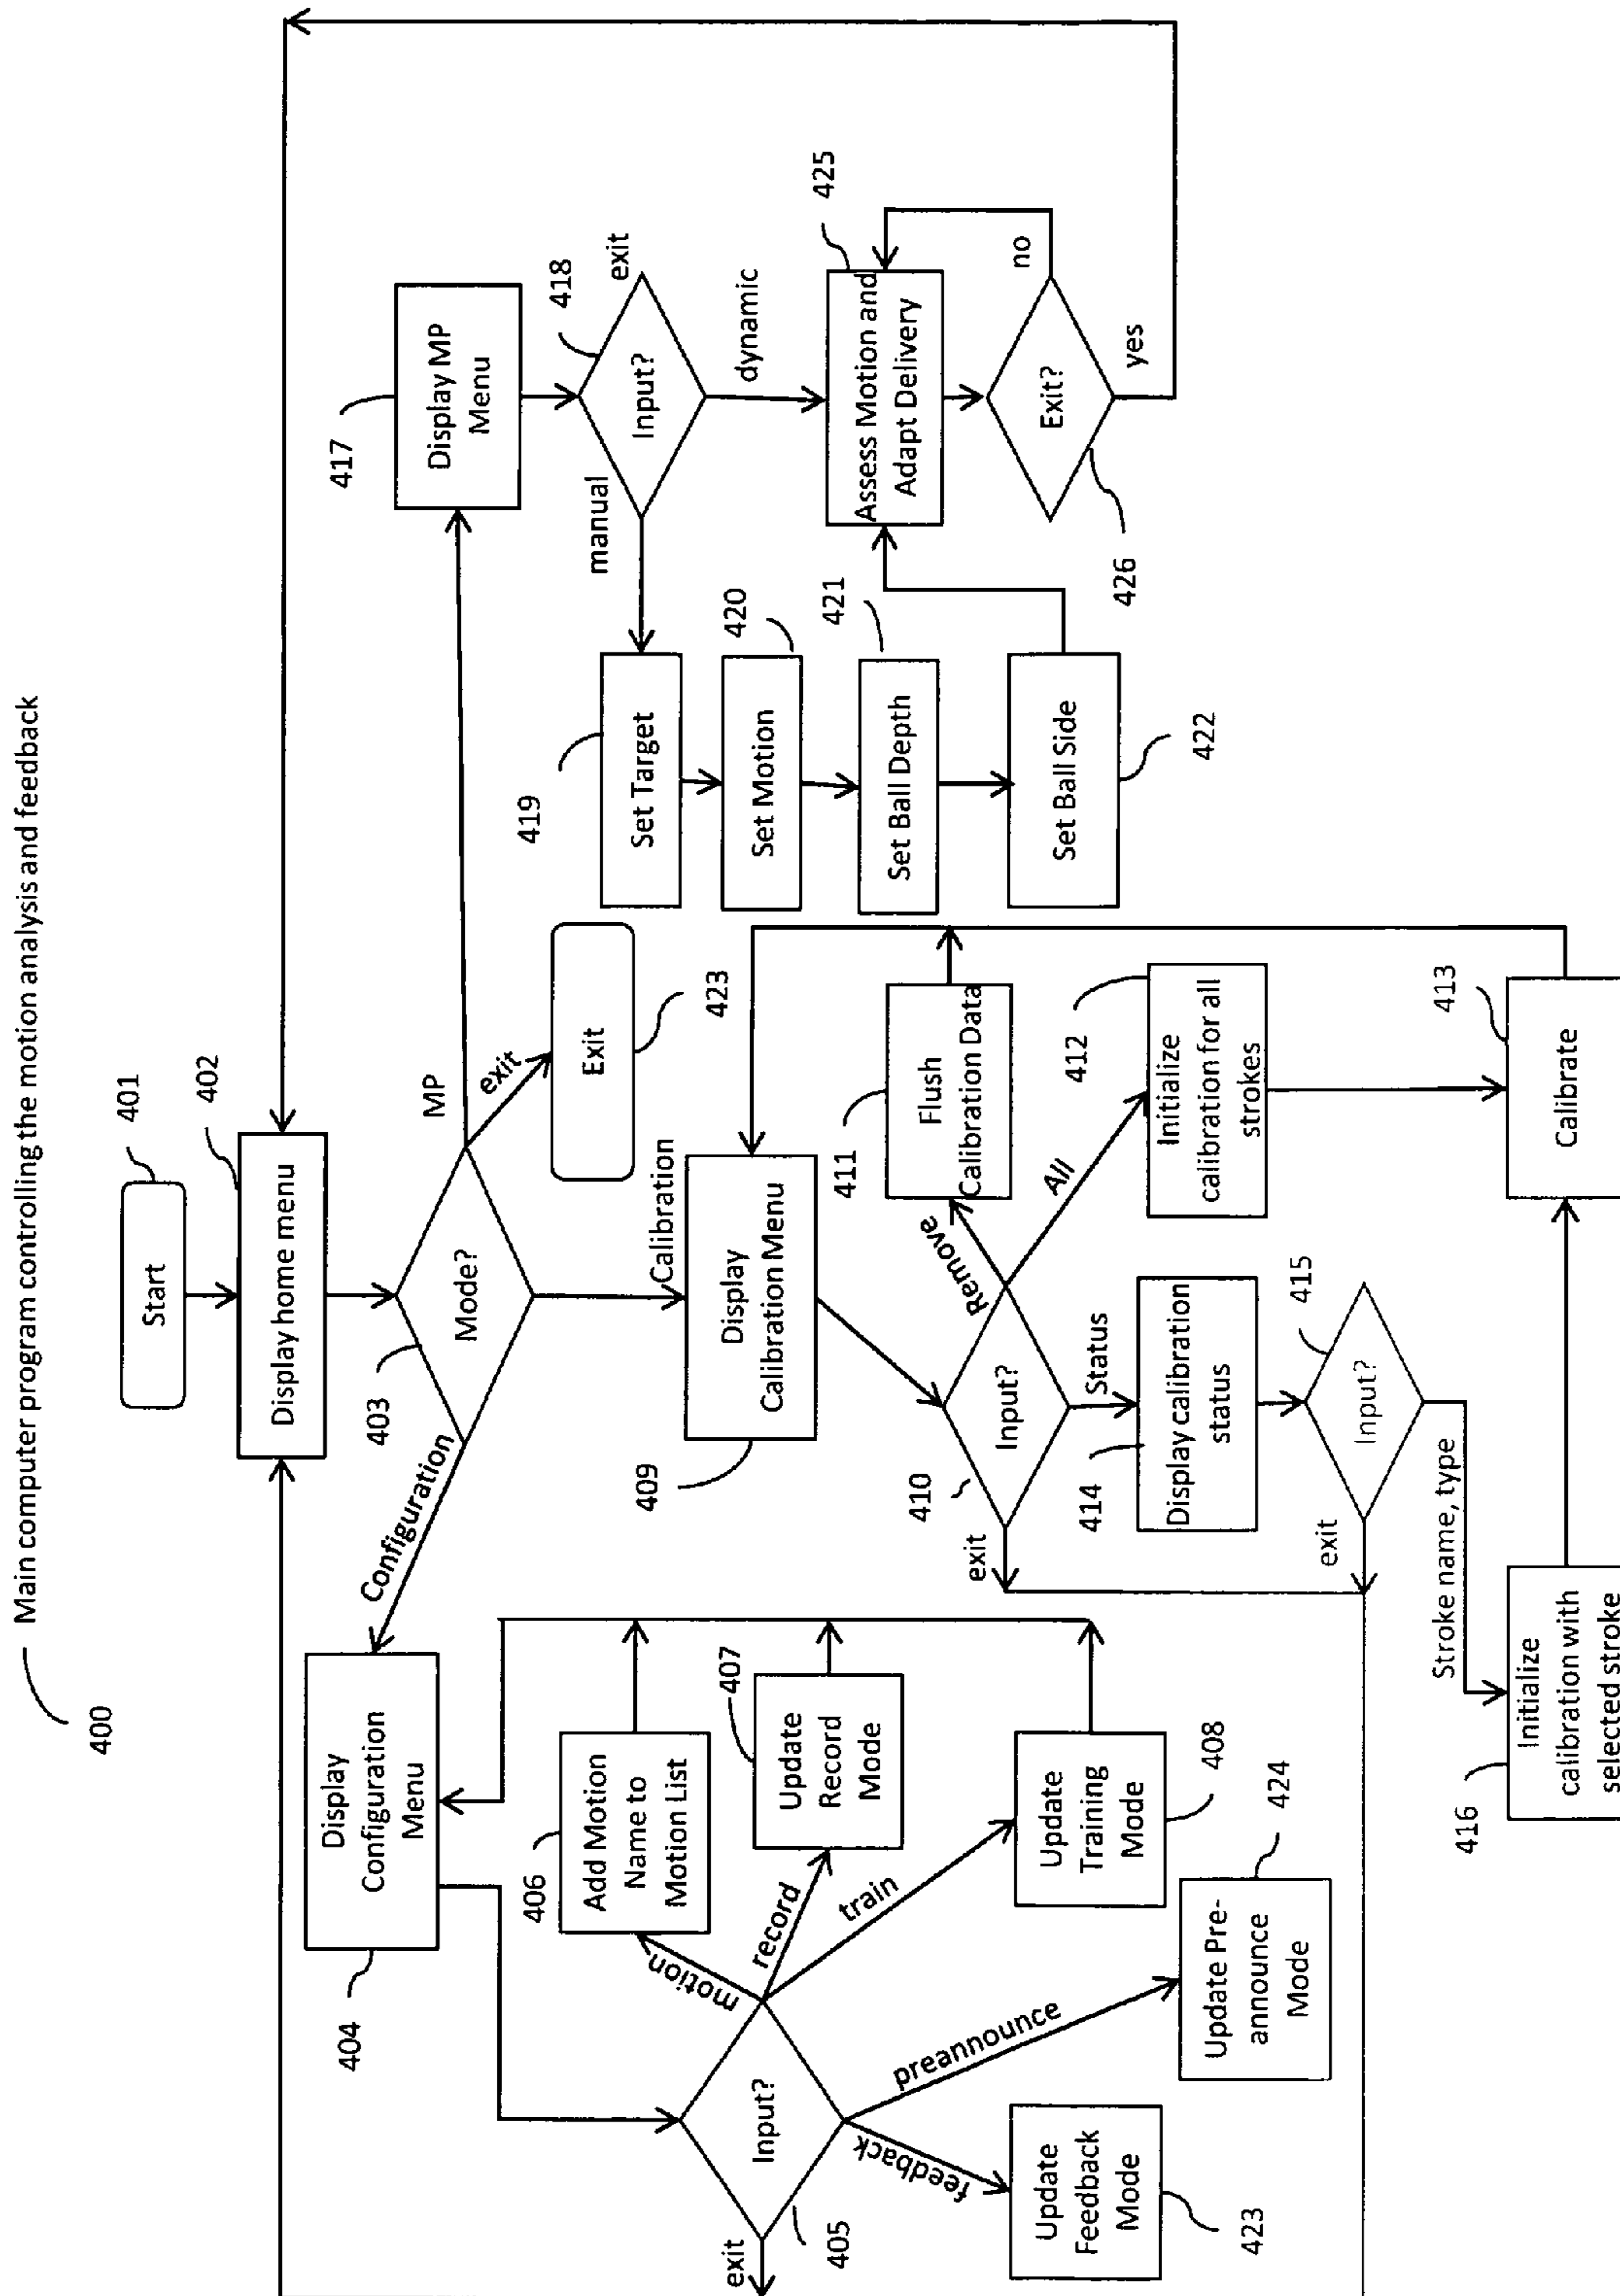 Main computer program controlling the motion analysis and feedback
400
Start
401
Display home menu
402
Mode?
403
Configuration
MP
exit
Calibration
Exit
423
Display
Configuration
Menu
404
Input?
405
exit
motion
record
train
preannounce
feedback
Add Motion
Name to
Motion List
406
Update
Record
Mode
407
Update
Training
Mode
408
Update Pre-
announce
Mode
424
Update
Feedback
Mode
423
Display
Calibration Menu
409
Input?
410
exit
Remove
All
Status
Flush
Calibration Data
411
Initialize
calibration for all
strokes
412
Calibrate
413
Display calibration
status
414
Input?
415
exit
Stroke name, type
Initialize
calibration with
selected stroke
416
Display MP
Menu
417
Input?
418
manual
exit
dynamic
Set Target
419
Set Motion
420
Set Ball Depth
421
Set Ball Side
422
Assess Motion and
Adapt Delivery
425
Exit?
426
no
yes